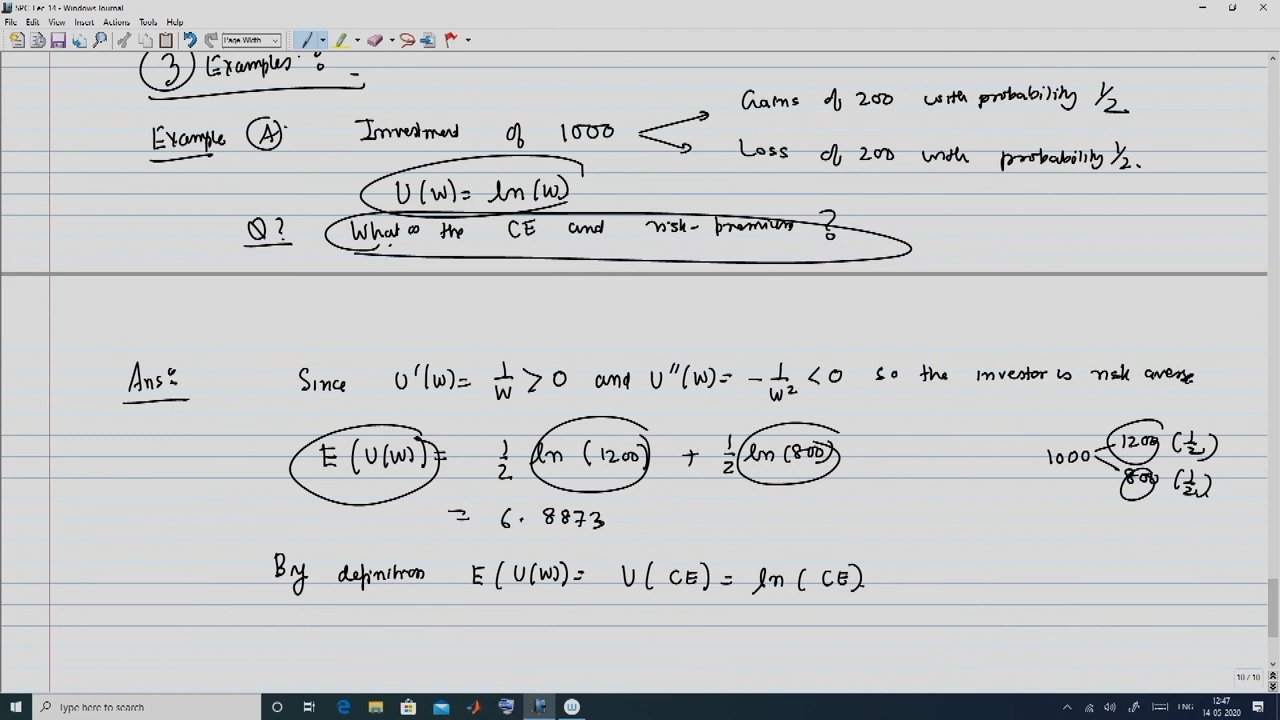 SPC Lec 14 - Windows Journal
File Edit View Insert Actions Tools Help
Page Width
3 Examples :
Gains of 200 with probability 1/2
Example A: Investment of 1000
Loss of 200 with probability 1/2.
U(W) = ln(W)
Q? What is the CE and risk-premium ?
Ans: Since U'(W) = 1/W > 0 and U''(W) = -1/W² < 0 so the investor is risk averse
E(U(W)) = 1/2 ln(1200) + 1/2 ln(800)
1000 1200 (1/2)
800 (1/2)
= 6.8873
By definition E(U(W)) = U(CE) = ln(CE)
10 / 10
Type here to search
ENG
12:47
14-05-2020